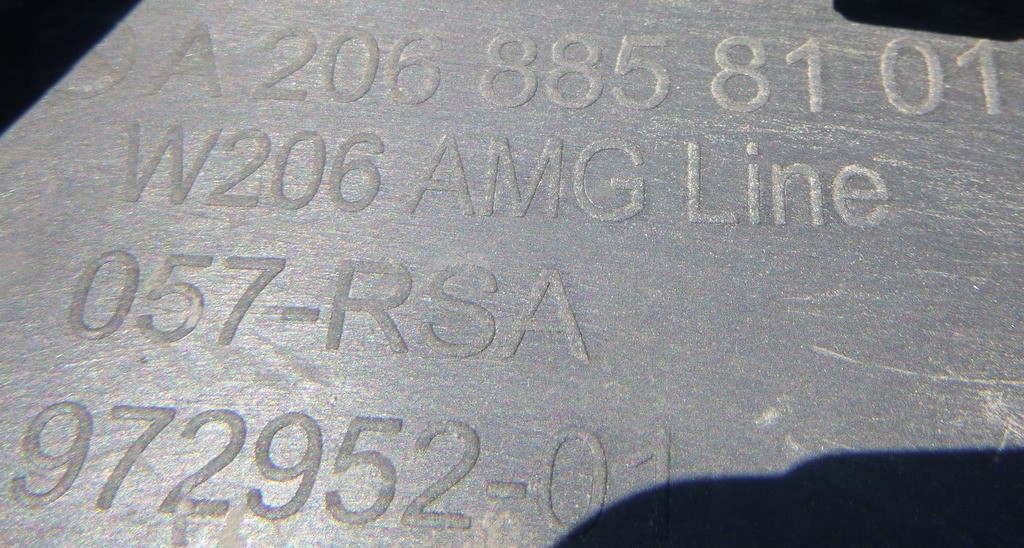 A 206 885 81 01
W206 AMG Line
057-RSA
972952-01